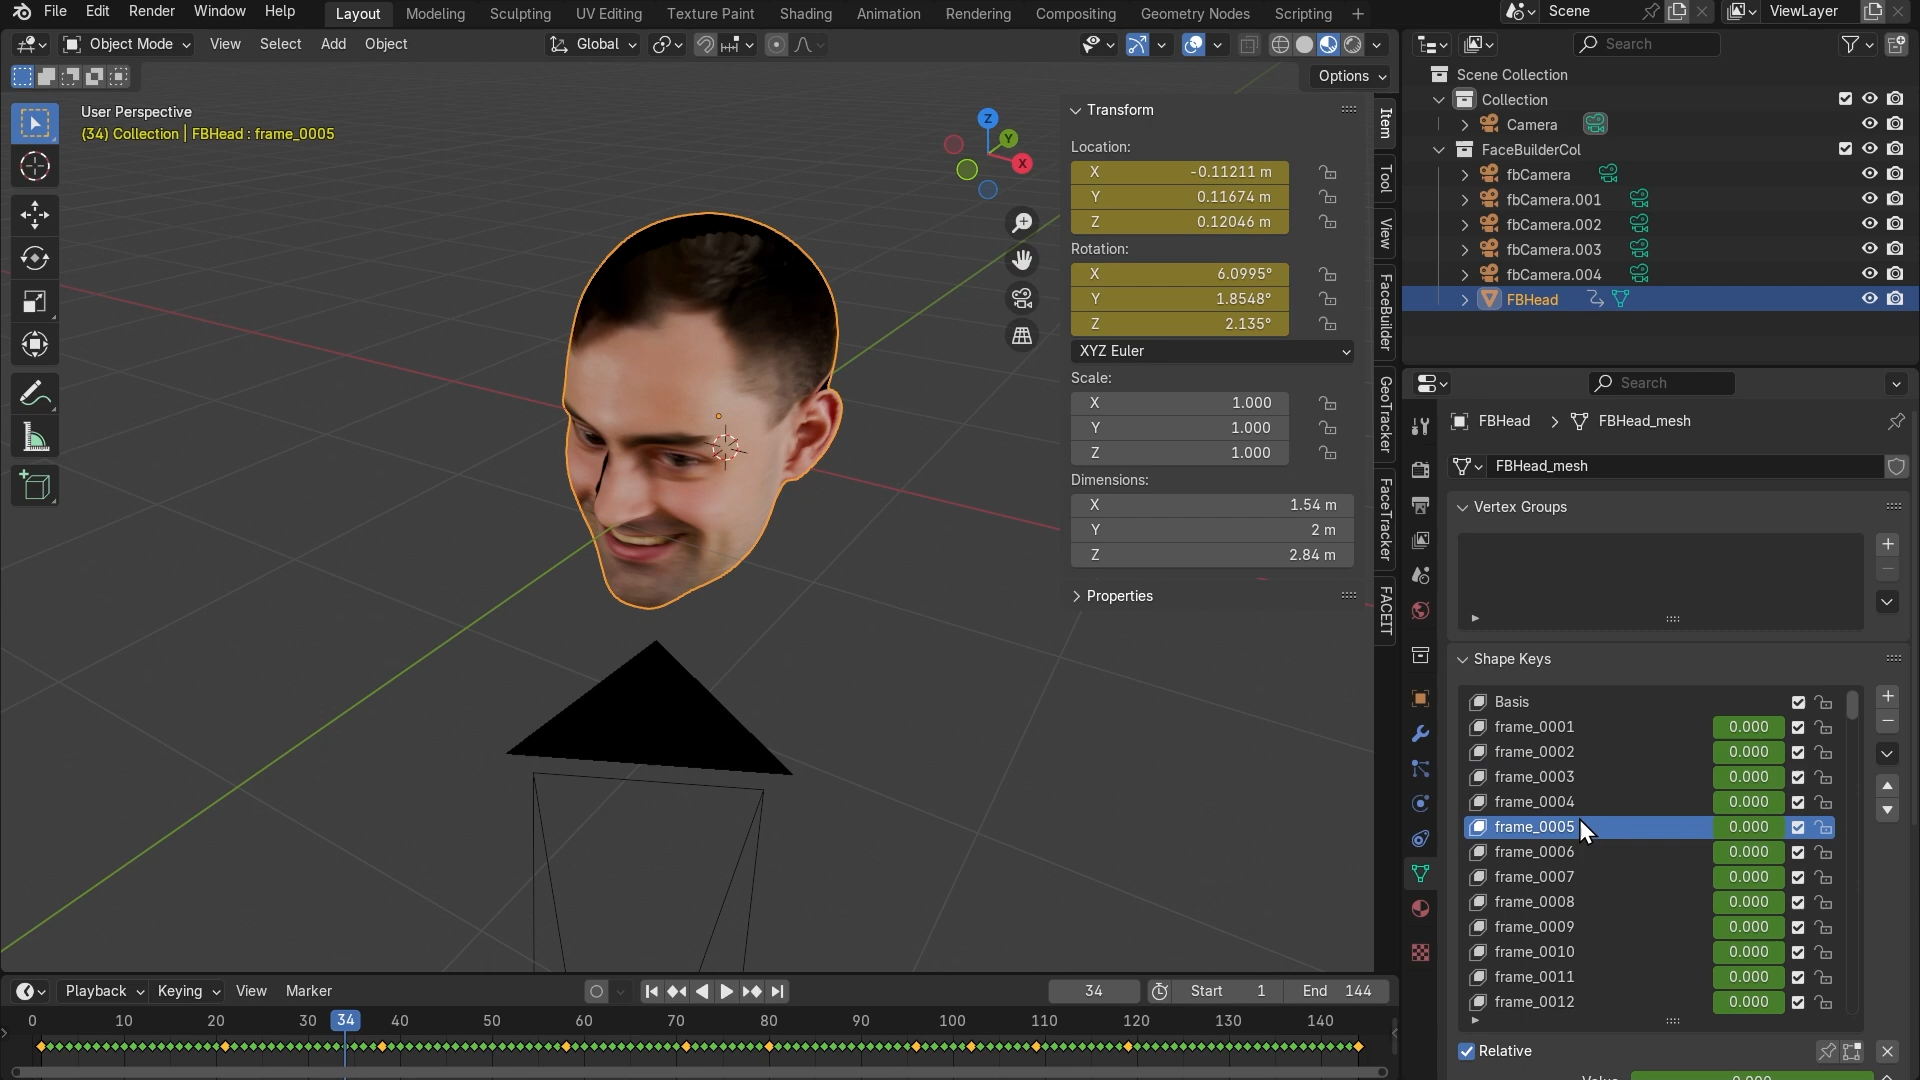 File Edit Render Window Help Layout Modeling Sculpting UV Editing Texture Paint Shading Animation Rendering Compositing Geometry Nodes Scripting + Scene ViewLayer
Object Mode View Select Add Object Global Search
Options
User Perspective
(34) Collection | FBHead : frame_0005
Z
Y
X
Transform
Location:
X -0.11211 m
Y 0.11674 m
Z 0.12046 m
Rotation:
X 6.0995°
Y 1.8548°
Z 2.135°
XYZ Euler
Scale:
X 1.000
Y 1.000
Z 1.000
Dimensions:
X 1.54 m
Y 2 m
Z 2.84 m
Properties
Item
Tool
View
FaceBuilder
GeoTracker
FaceTracker
FACEIT
Scene Collection
Collection
Camera
FaceBuilderCol
fbCamera
fbCamera.001
fbCamera.002
fbCamera.003
fbCamera.004
FBHead
Search
FBHead > FBHead_mesh
FBHead_mesh
Vertex Groups
Shape Keys
Basis
frame_0001 0.000
frame_0002 0.000
frame_0003 0.000
frame_0004 0.000
frame_0005 0.000
frame_0006 0.000
frame_0007 0.000
frame_0008 0.000
frame_0009 0.000
frame_0010 0.000
frame_0011 0.000
frame_0012 0.000
Relative
Value 0.000
Playback Keying View Marker 34 Start 1 End 144
0 10 20 30 34 40 50 60 70 80 90 100 110 120 130 140